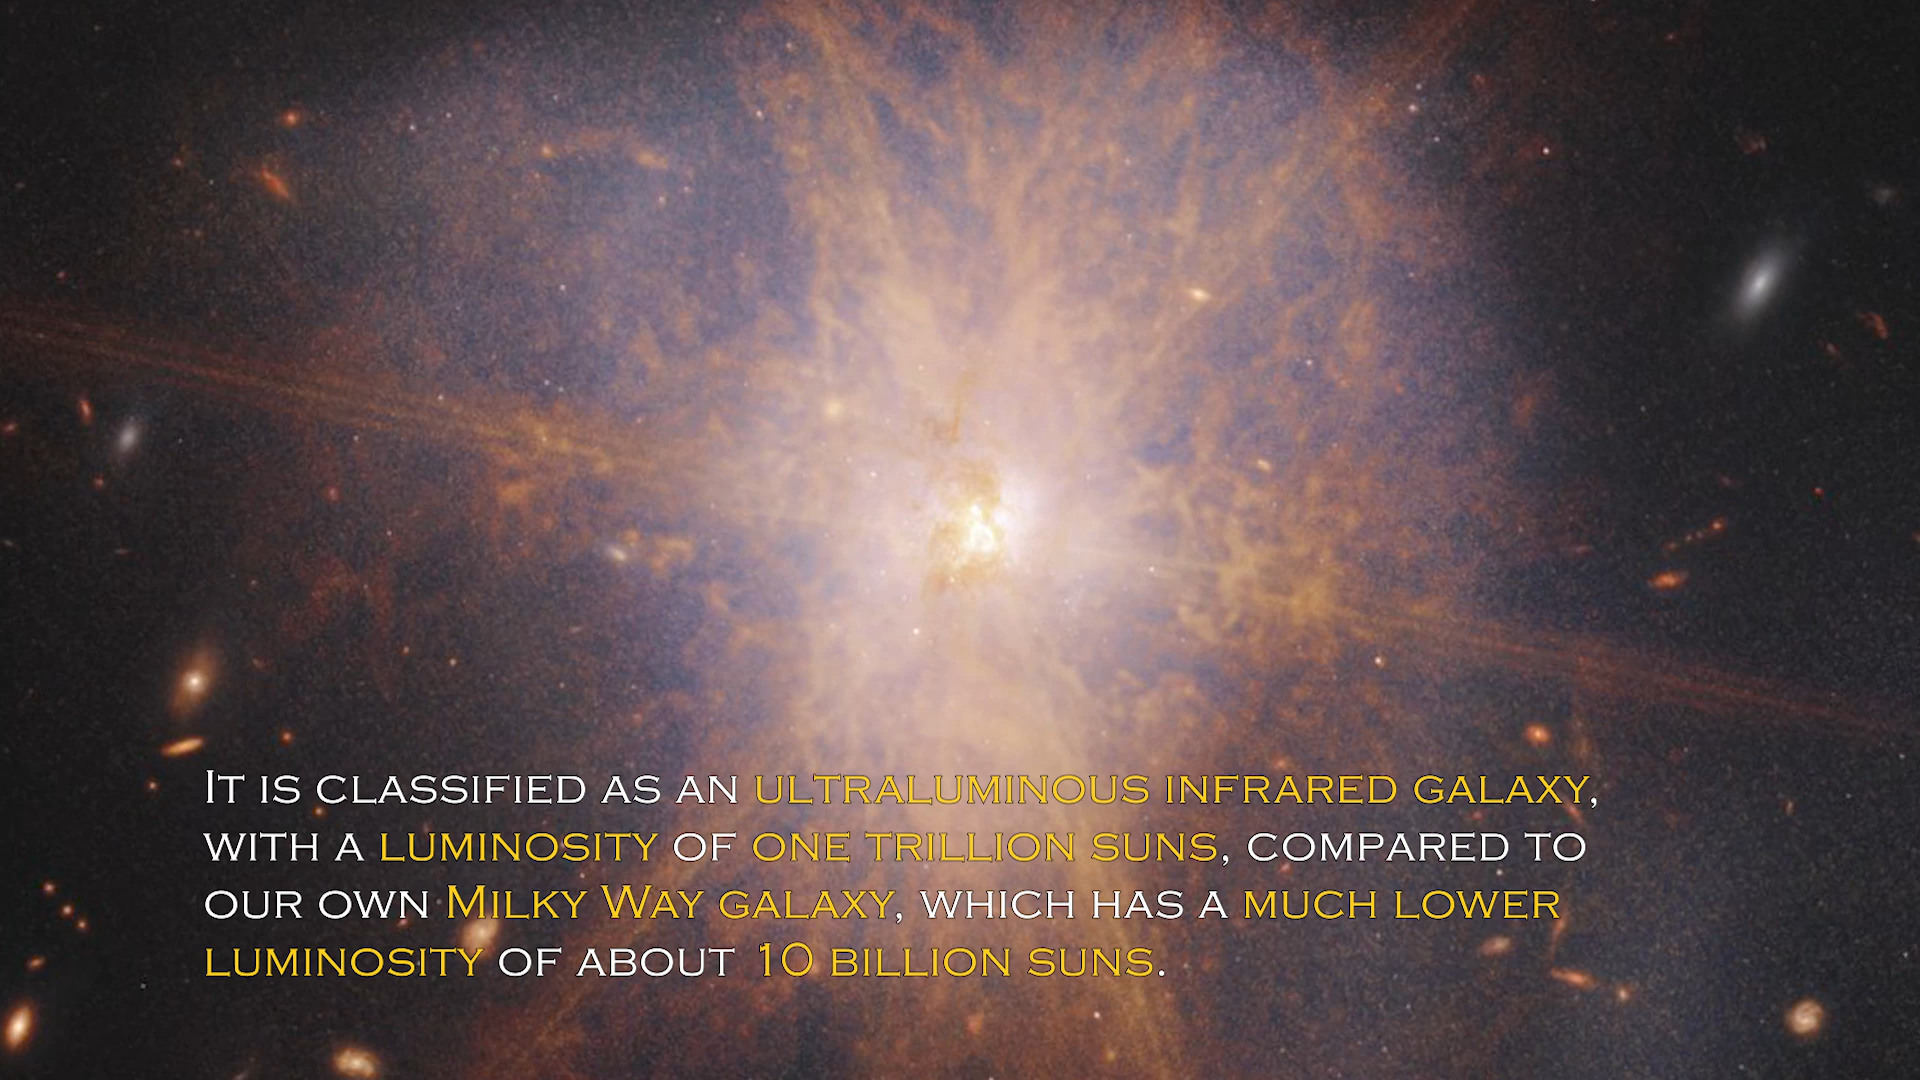 It is classified as an ultraluminous infrared galaxy,
with a luminosity of one trillion suns, compared to
our own Milky Way galaxy, which has a much lower
luminosity of about 10 billion suns.